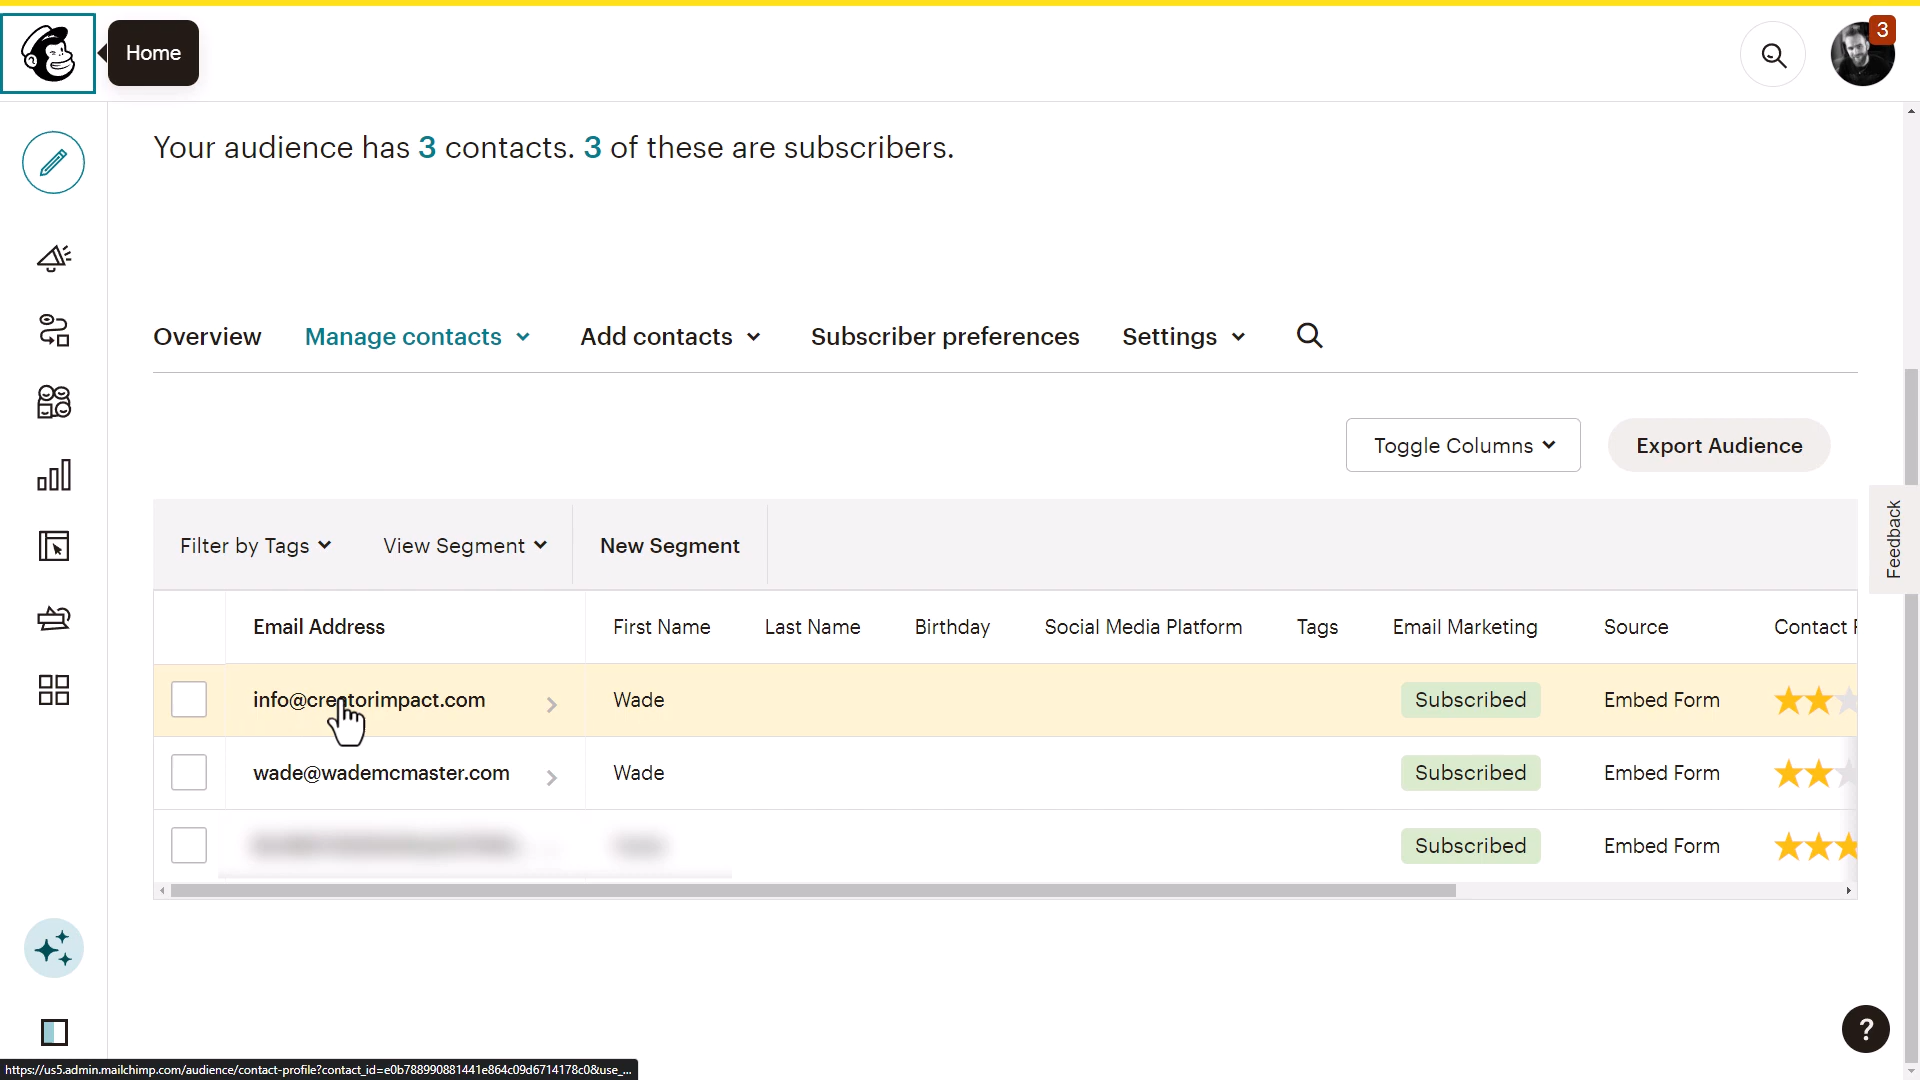 Home
3
Your audience has 3 contacts. 3 of these are subscribers.
Overview Manage contacts Add contacts Subscriber preferences Settings
Toggle Columns Export Audience
Feedback
Filter by Tags View Segment New Segment
Email Address First Name Last Name Birthday Social Media Platform Tags Email Marketing Source Contact
info@creatorimpact.com Wade Subscribed Embed Form
wade@wademcmaster.com Wade Subscribed Embed Form
Subscribed Embed Form
?
https://us5.admin.mailchimp.com/audience/contact-profile?contact_id=e0b788990881441e864c09d6714178c0&use_...